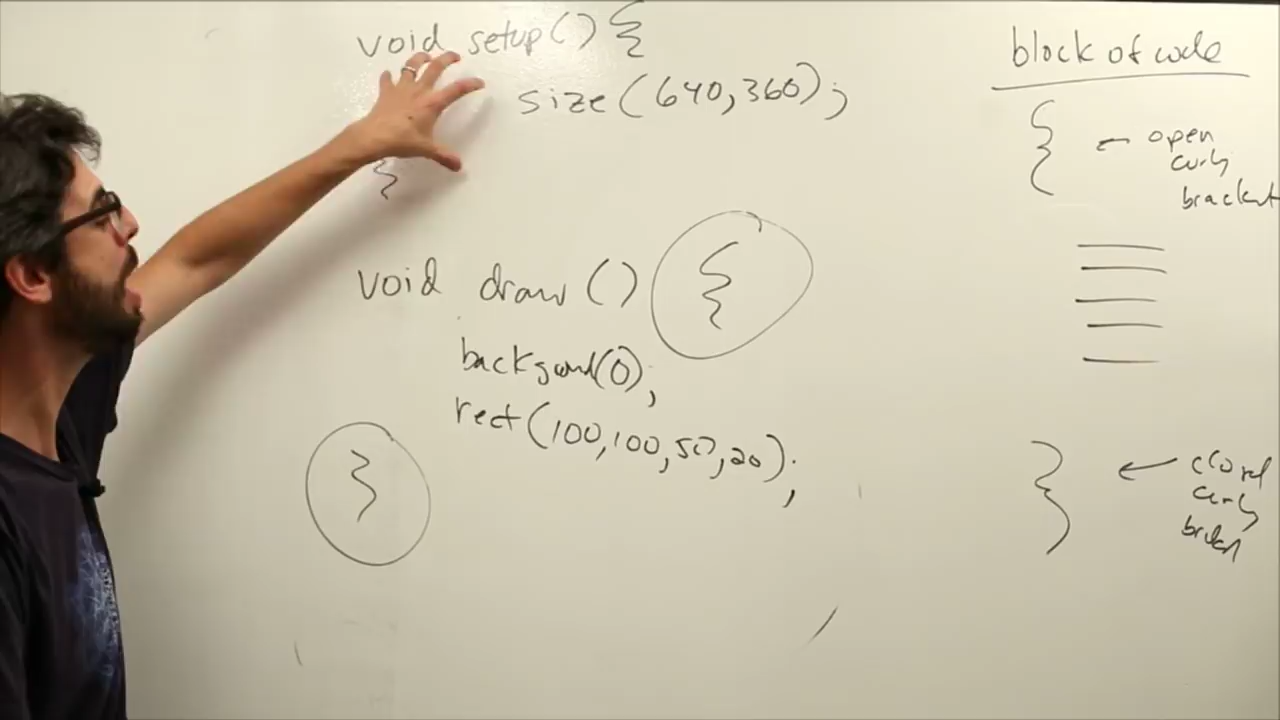 void setup() {
size(640,360);
}
void draw() {
backgound(0);
rect(100,100,50,20);
}
block of code
{ ← open
curly
bracket
} ← closed
curly
bracket